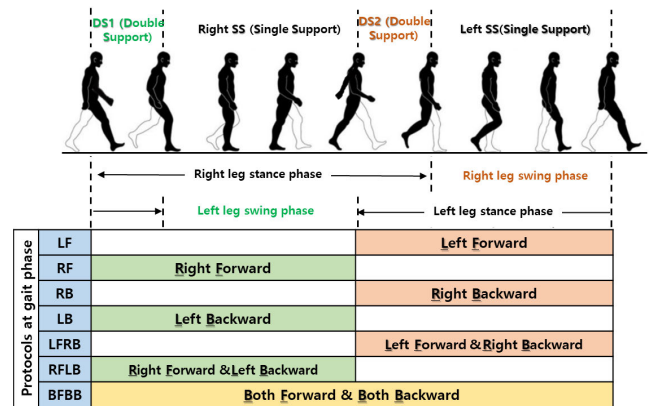 DS1 (Double Support)
Right SS (Single Support)
DS2 (Double Support)
Left SS(Single Support)
Right leg stance phase
Right leg swing phase
Left leg swing phase
Left leg stance phase
Protocols at gait phase
LF
Left Forward
RF
Right Forward
RB
Right Backward
LB
Left Backward
LFRB
Left Forward &Right Backward
RFLB
Right Forward &Left Backward
BFBB
Both Forward & Both Backward